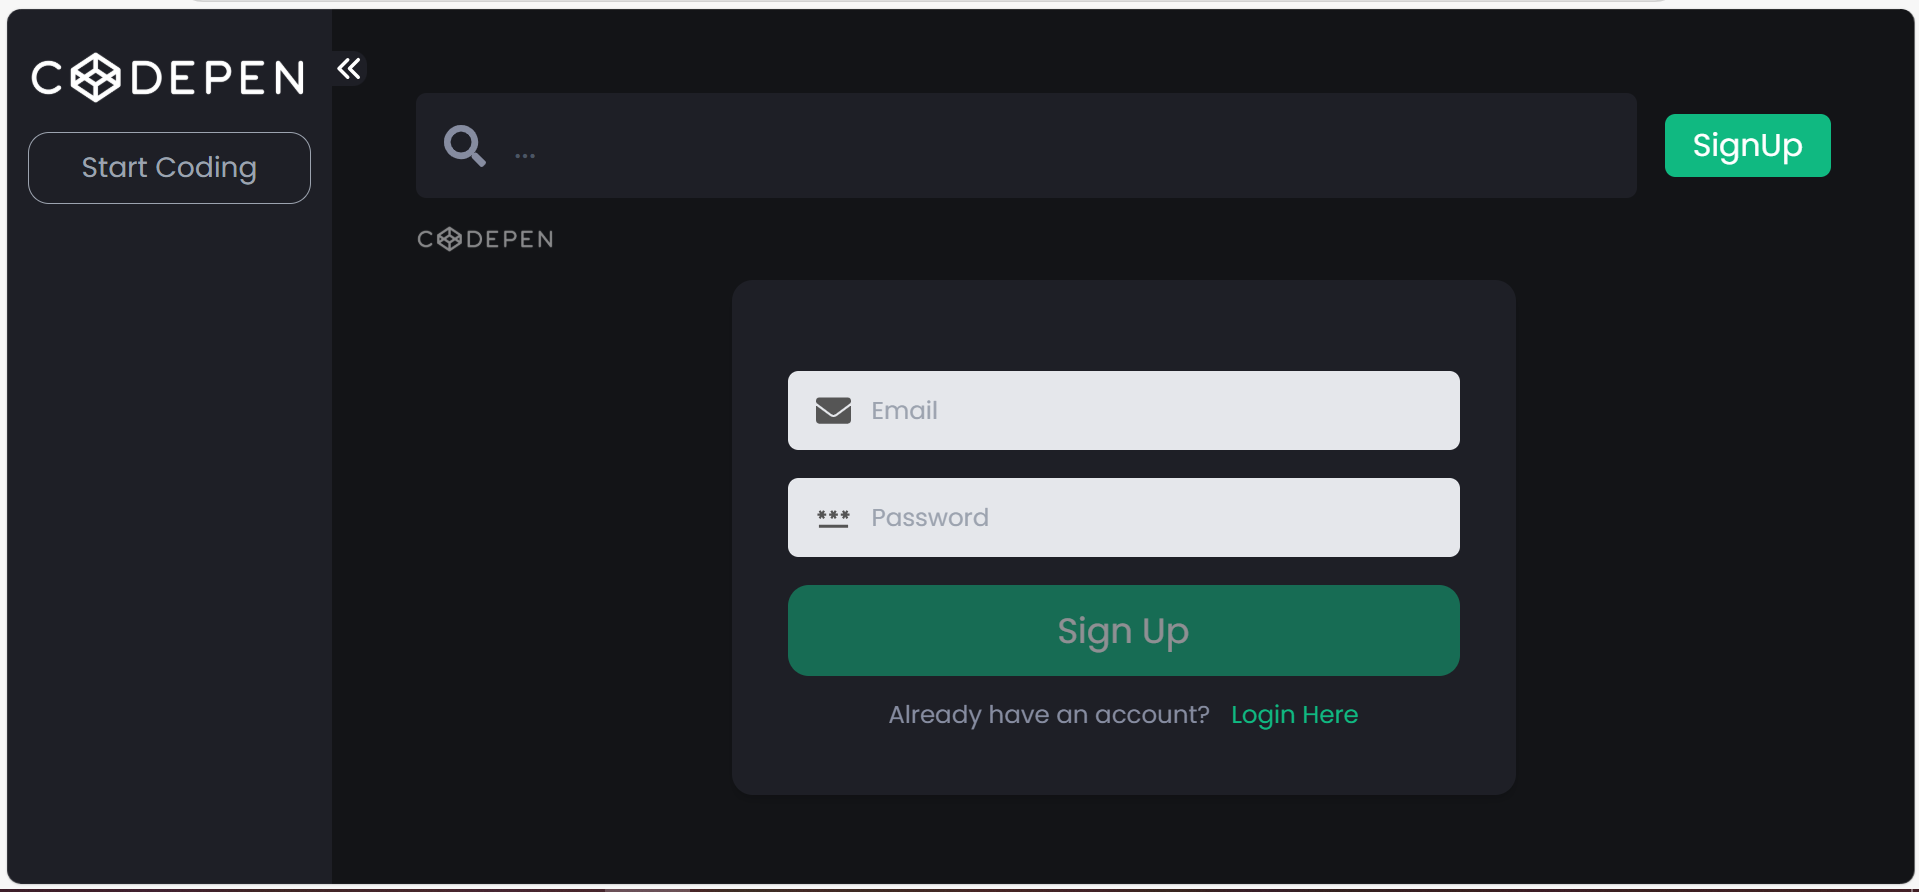 CODEPEN
Start Coding
...
SignUp
CODEPEN
Email
*** Password
Sign Up
Already have an account? Login Here